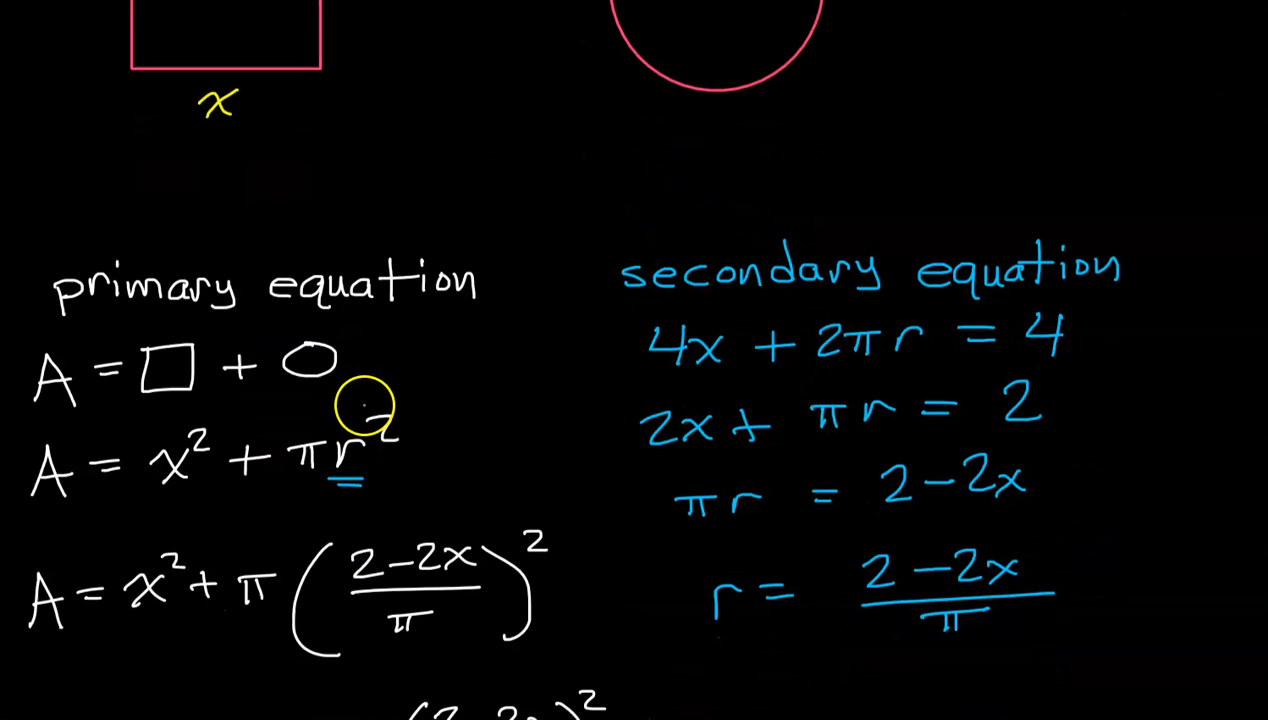 x
primary equation
A = □ + ○
A = x² + πr²
A = x² + π((2-2x)/π)²
secondary equation
4x + 2πr = 4
2x + πr = 2
πr = 2-2x
r = (2-2x)/π